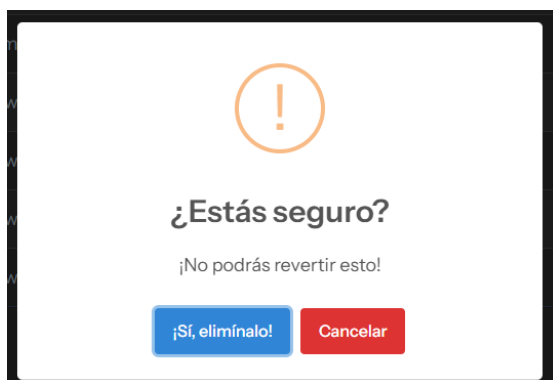 m
w
w
w
w
!
¿Estás seguro?
¡No podrás revertir esto!
¡Sí, elimínalo!
Cancelar